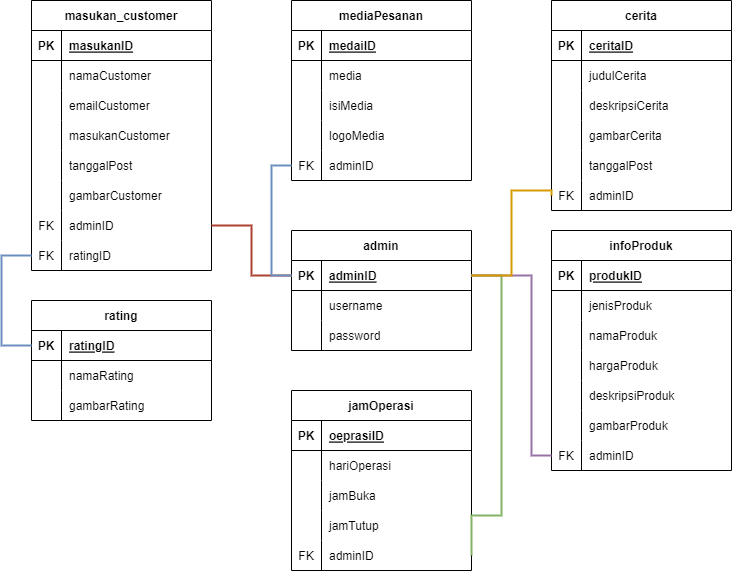 masukan_customer
PK masukanID
namaCustomer
emailCustomer
masukanCustomer
tanggalPost
gambarCustomer
FK adminID
FK ratingID
rating
PK ratingID
namaRating
gambarRating
mediaPesanan
PK medaiID
media
isiMedia
logoMedia
FK adminID
admin
PK adminID
username
password
jamOperasi
PK oeprasiID
hariOperasi
jamBuka
jamTutup
FK adminID
cerita
PK ceritaID
judulCerita
deskripsiCerita
gambarCerita
tanggalPost
FK adminID
infoProduk
PK produkID
jenisProduk
namaProduk
hargaProduk
deskripsiProduk
gambarProduk
FK adminID